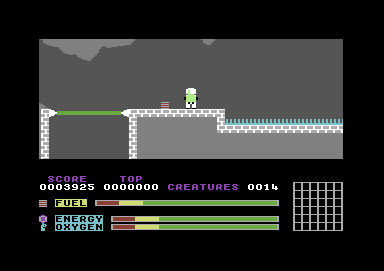 SCORE TOP
0003925 0000000 CREATURES 0014
FUEL
ENERGY
OXYGEN